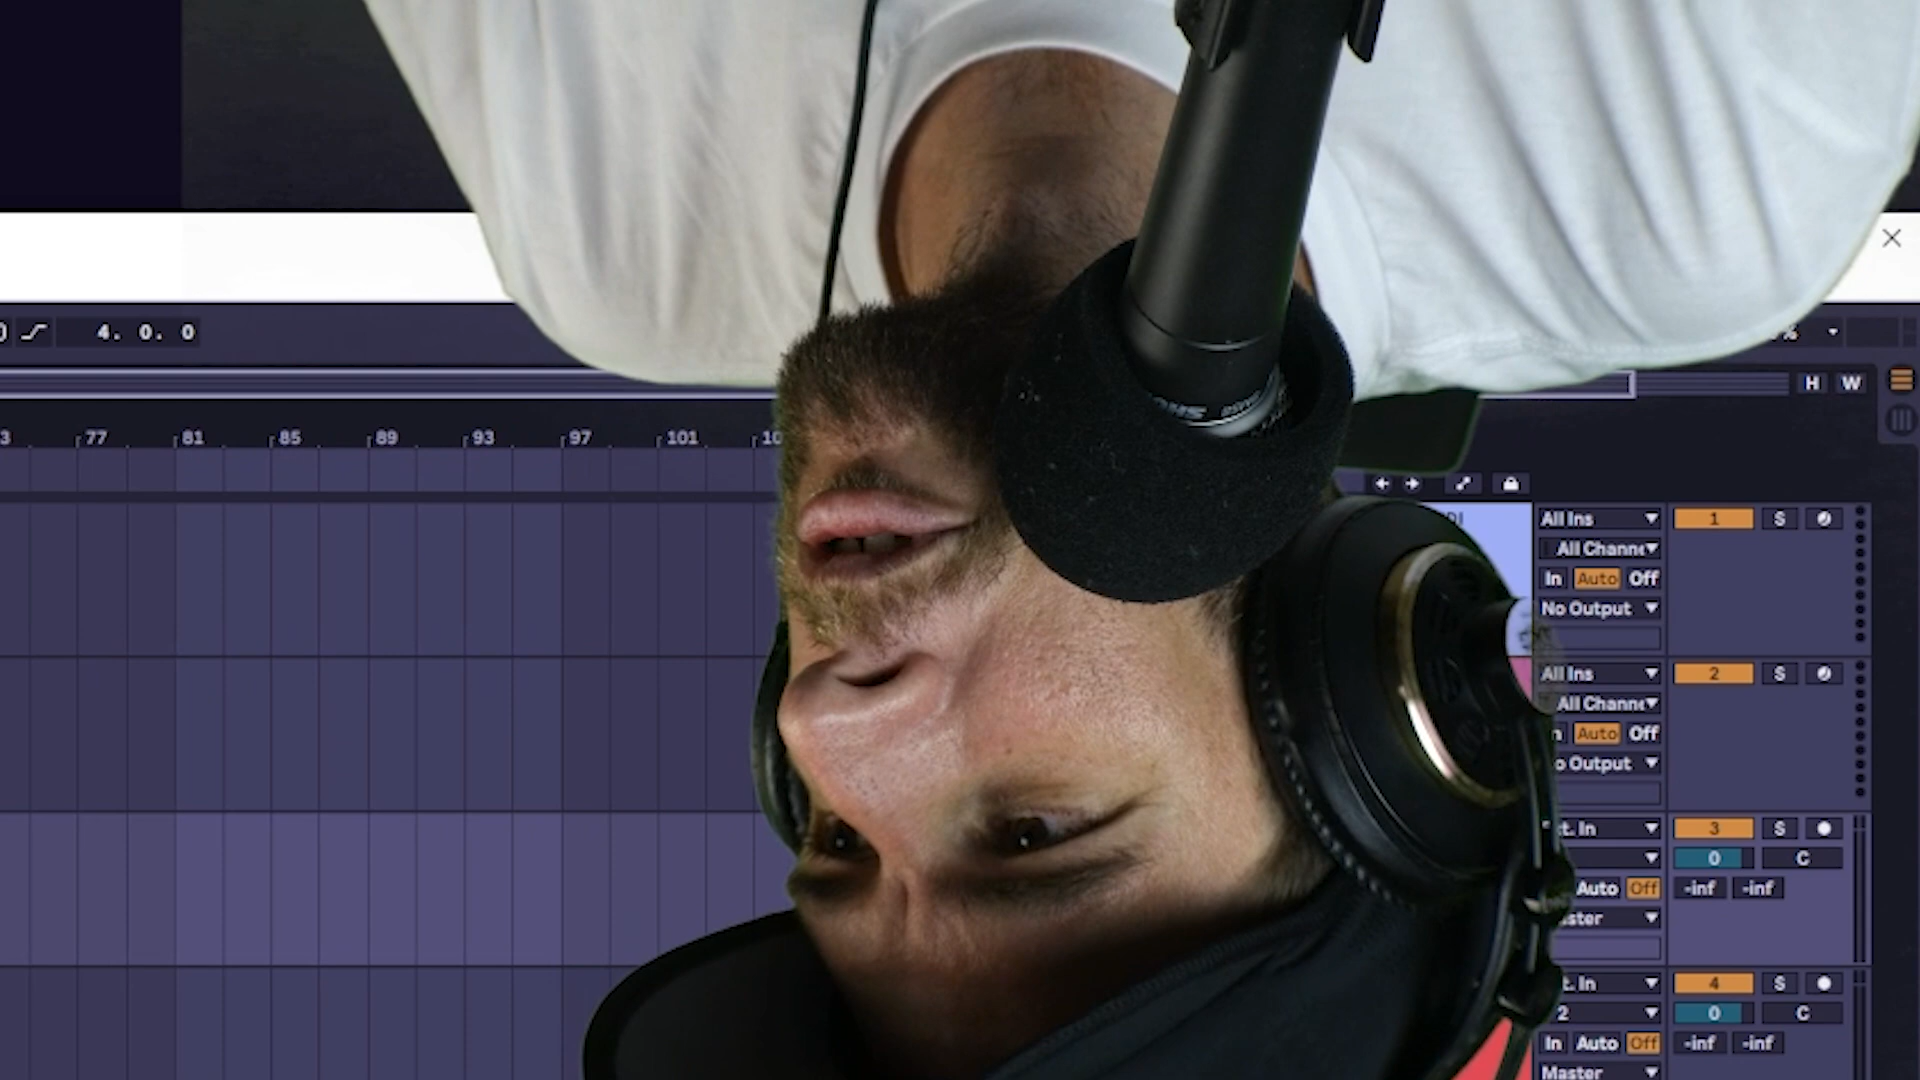 4. 0. 0
%
H W
3 77 81 85 89 93 97 101 10
All Ins 1 S
All Channe
In Auto Off
No Output
All Ins 2 S
All Channe
Auto Off
o Output
t. In 3 S
0 C
Auto Off -inf -inf
ster
t. In 4 S
2 0 C
In Auto Off -inf -inf
Master